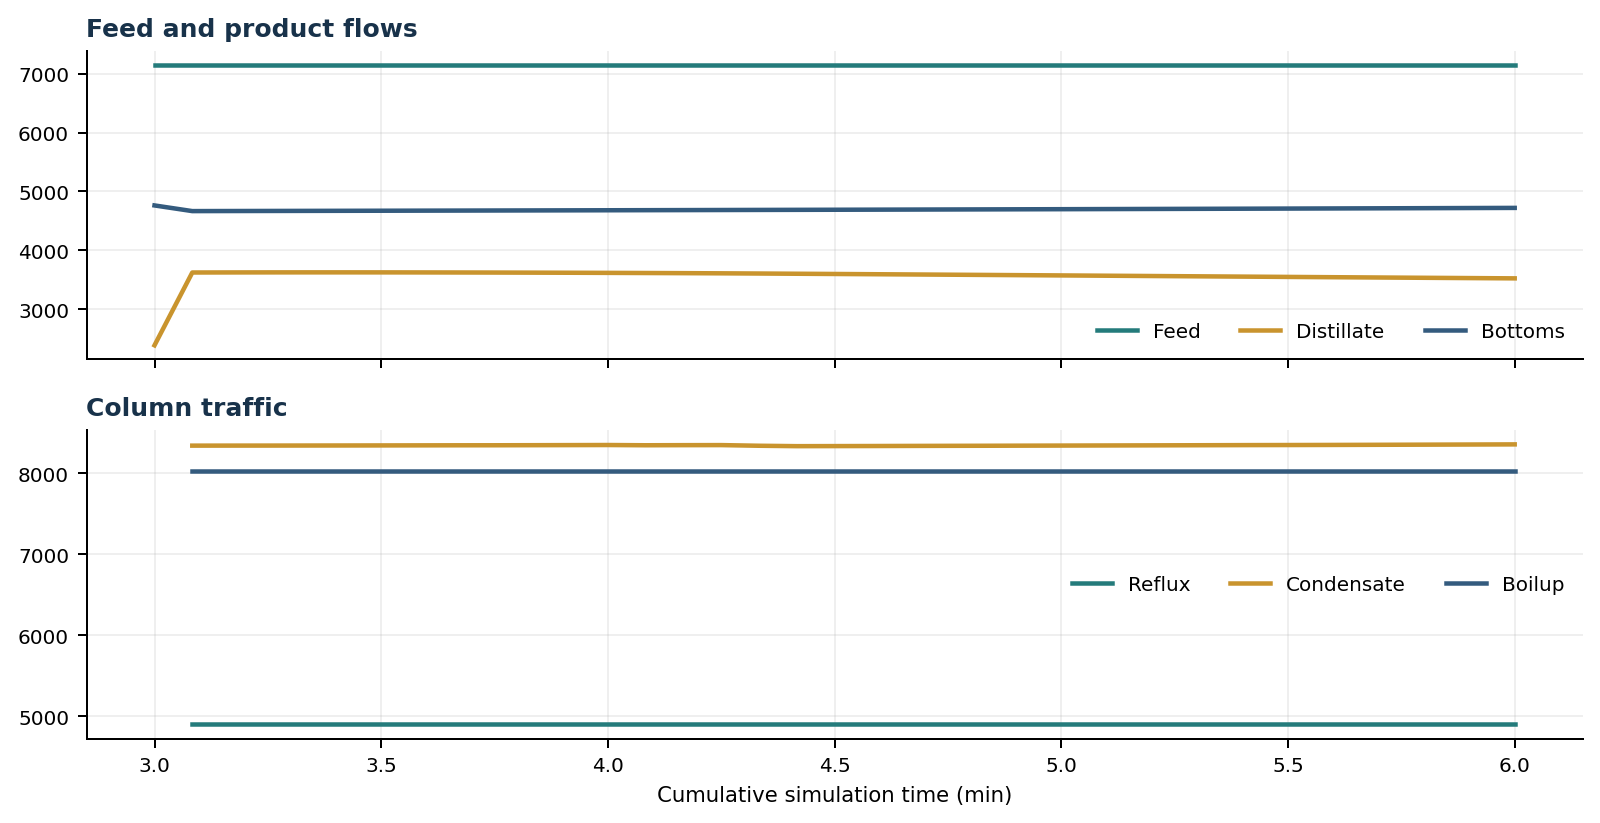 Feed and product flows
7000
6000
5000
4000
3000
Feed Distillate Bottoms
Column traffic
8000
7000
6000
5000
Reflux Condensate Boilup
3.0 3.5 4.0 4.5 5.0 5.5 6.0
Cumulative simulation time (min)